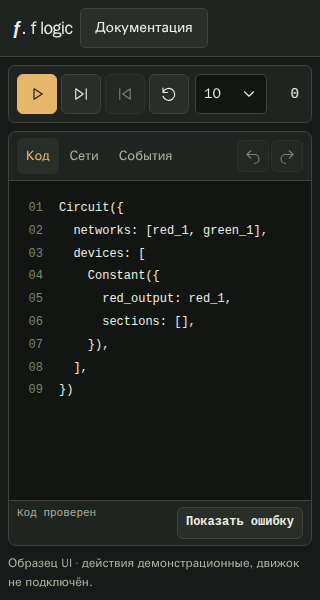 ƒ. f logic Документация
10 0
Код Сети События
01 Circuit({
02   networks: [red_1, green_1],
03   devices: [
04     Constant({
05       red_output: red_1,
06       sections: [],
07     }),
08   ],
09 })
Код проверен Показать ошибку
Образец UI · действия демонстрационные, движок
не подключён.